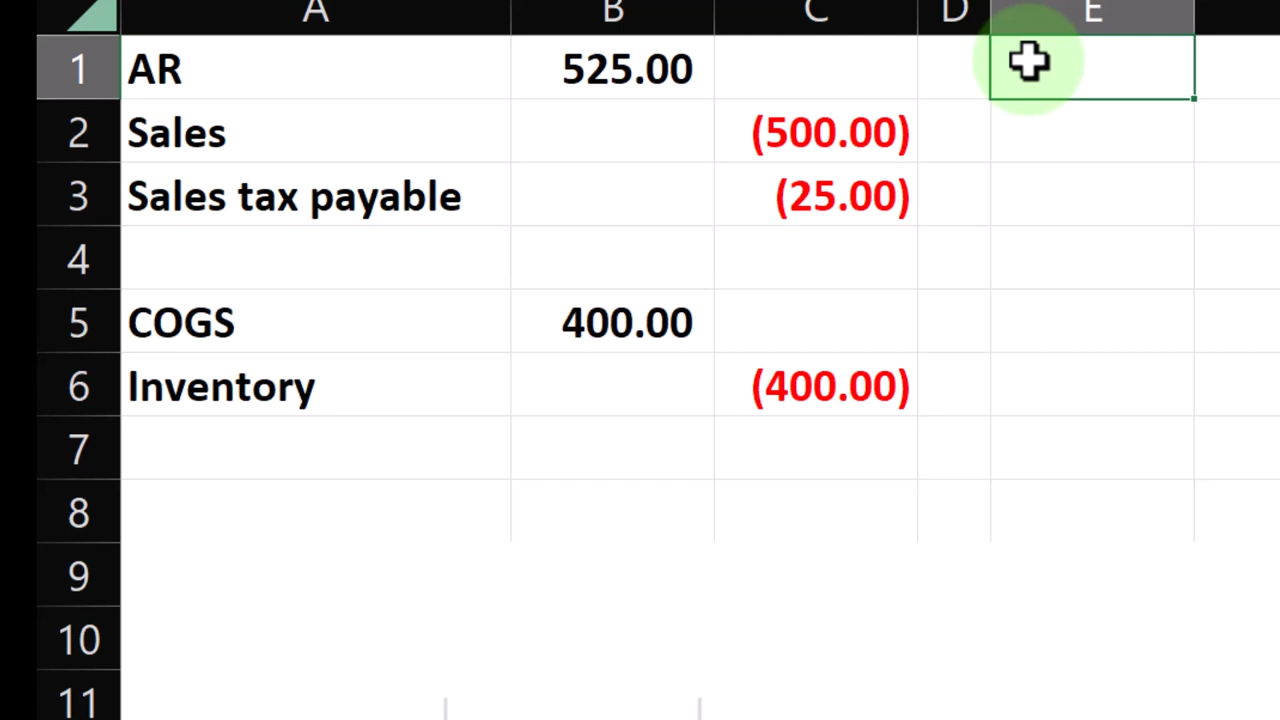 A B C D E
1 AR 525.00
2 Sales (500.00)
3 Sales tax payable (25.00)
4
5 COGS 400.00
6 Inventory (400.00)
7
8
9
10
11